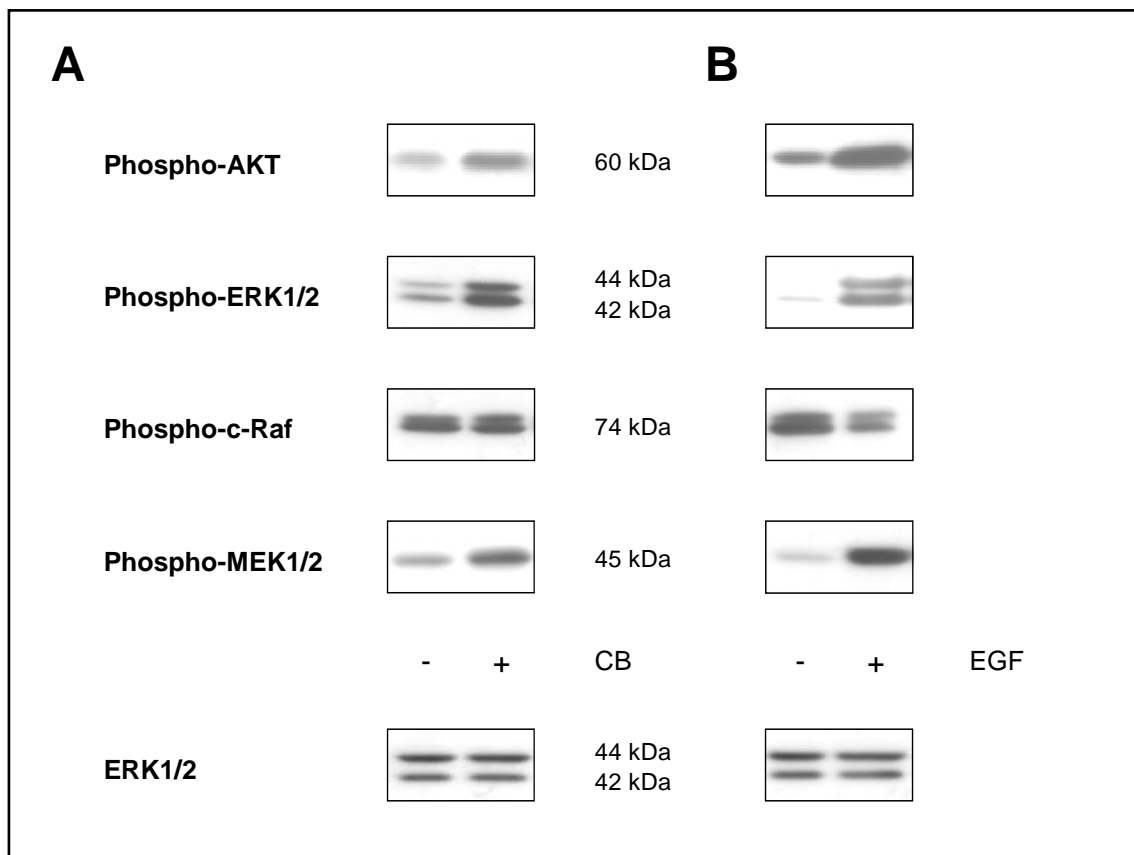 A B
Phospho-AKT 60 kDa
Phospho-ERK1/2 44 kDa
42 kDa
Phospho-c-Raf 74 kDa
Phospho-MEK1/2 45 kDa
- + CB - + EGF
ERK1/2 44 kDa
42 kDa